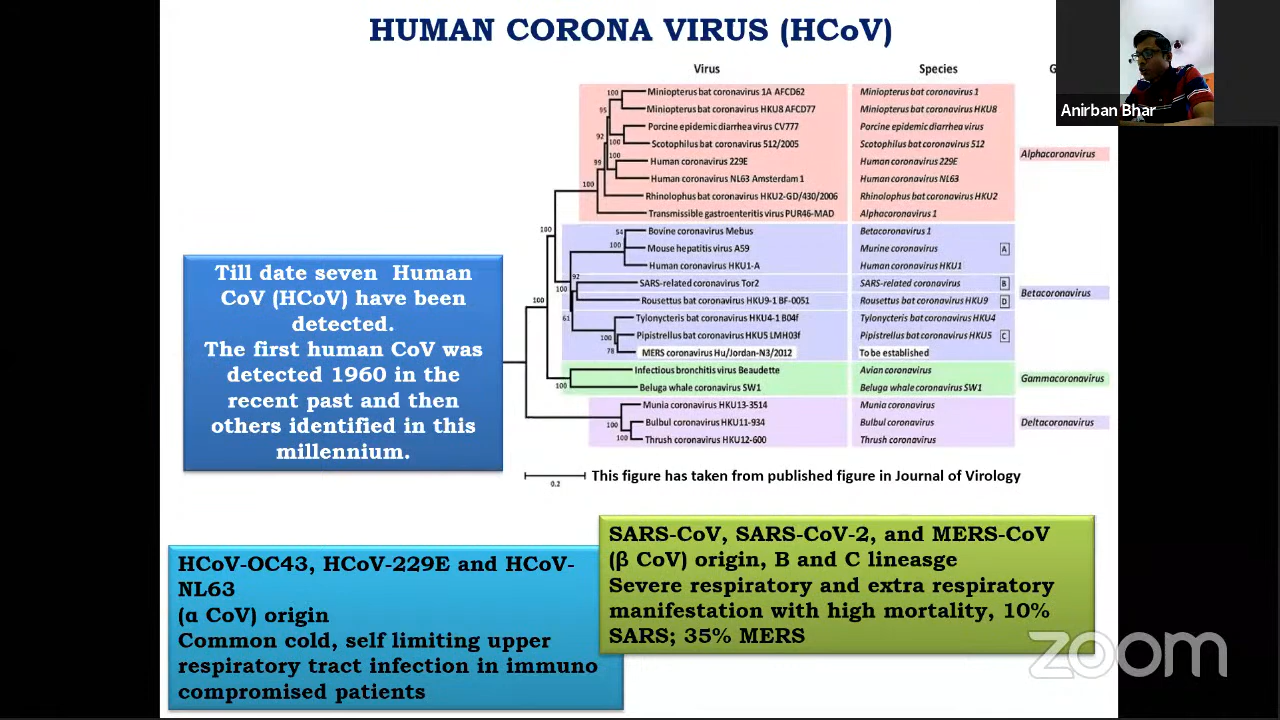 HUMAN CORONA VIRUS (HCoV)
Anirban Bhar
Virus Species G
100 Miniopterus bat coronavirus 1A AFCD62 Miniopterus bat coronavirus 1
95 Miniopterus bat coronavirus HKU8 AFCD77 Miniopterus bat coronavirus HKU8
92 Porcine epidemic diarrhea virus CV777 Porcine epidemic diarrhea virus
100 Scotophilus bat coronavirus 512/2005 Scotophilus bat coronavirus 512
99 100 Human coronavirus 229E Human coronavirus 229E Alphacoronavirus
100 Human coronavirus NL63 Amsterdam 1 Human coronavirus NL63
Rhinolophus bat coronavirus HKU2-GD/430/2006 Rhinolophus bat coronavirus HKU2
Transmissible gastroenteritis virus PUR46-MAD Alphacoronavirus 1
100 54 Bovine coronavirus Mebus Betacoronavirus 1
100 Mouse hepatitis virus A59 Murine coronavirus A
Human coronavirus HKU1-A Human coronavirus HKU1
92 SARS-related coronavirus Tor2 SARS-related coronavirus B
100 100 Rousettus bat coronavirus HKU9-1 BF-0051 Rousettus bat coronavirus HKU9 D Betacoronavirus
61 Tylonycteris bat coronavirus HKU4-1 B04f Tylonycteris bat coronavirus HKU4
100 Pipistrellus bat coronavirus HKU5 LMH03f Pipistrellus bat coronavirus HKU5 C
78 MERS coronavirus Hu/Jordan-N3/2012 To be established
Infectious bronchitis virus Beaudette Avian coronavirus
100 Beluga whale coronavirus SW1 Beluga whale coronavirus SW1 Gammacoronavirus
Munia coronavirus HKU13-3514 Munia coronavirus
100 Bulbul coronavirus HKU11-934 Bulbul coronavirus Deltacoronavirus
100 Thrush coronavirus HKU12-600 Thrush coronavirus
0.2
This figure has taken from published figure in Journal of Virology
Till date seven Human
CoV (HCoV) have been
detected.
The first human CoV was
detected 1960 in the
recent past and then
others identified in this
millennium.
HCoV-OC43, HCoV-229E and HCoV-
NL63
(α CoV) origin
Common cold, self limiting upper
respiratory tract infection in immuno
compromised patients
SARS-CoV, SARS-CoV-2, and MERS-CoV
(β CoV) origin, B and C lineasge
Severe respiratory and extra respiratory
manifestation with high mortality, 10%
SARS; 35% MERS
zoom